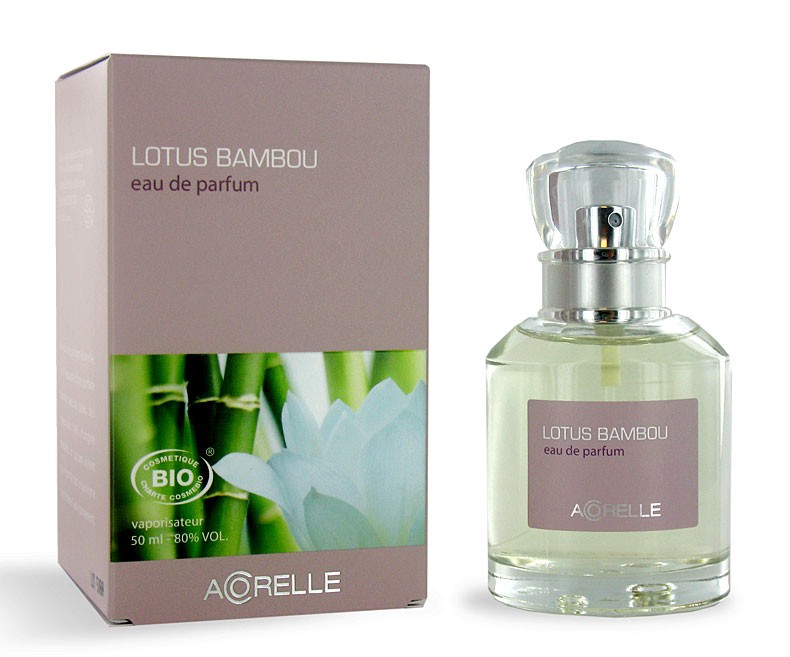 LOTUS BAMBOU
eau de parfum
COSMETIQUE
BIO
®
CHARTE COSMEBIO
vaporisateur
50 ml - 80% VOL.
ACORELLE
LOTUS BAMBOU
eau de parfum
ACORELLE